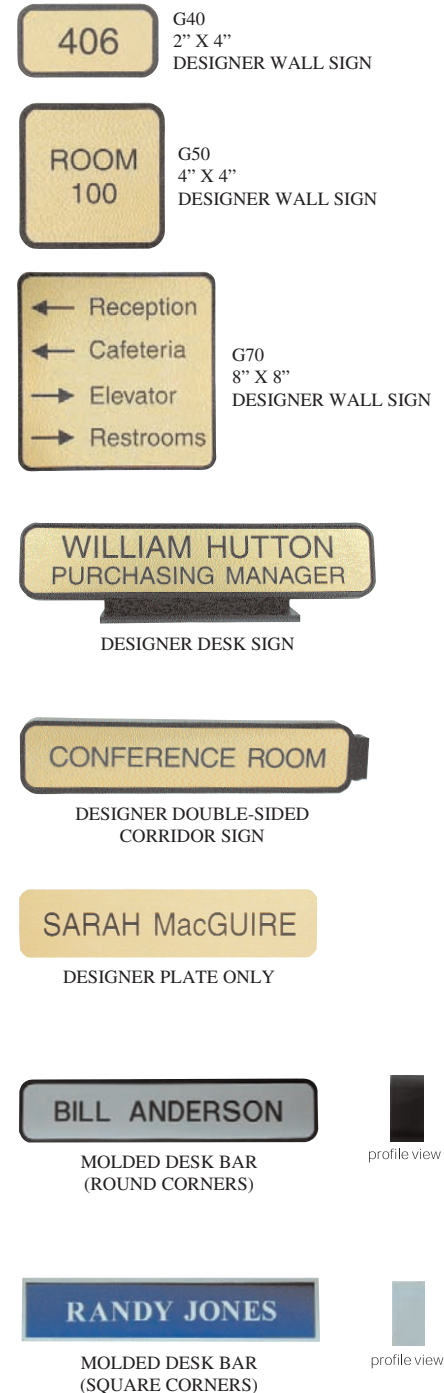 406
G40
2” X 4”
DESIGNER WALL SIGN
ROOM
100
G50
4” X 4”
DESIGNER WALL SIGN
Reception
Cafeteria
Elevator
Restrooms
G70
8” X 8”
DESIGNER WALL SIGN
WILLIAM HUTTON
PURCHASING MANAGER
DESIGNER DESK SIGN
CONFERENCE ROOM
DESIGNER DOUBLE-SIDED
CORRIDOR SIGN
SARAH MacGUIRE
DESIGNER PLATE ONLY
BILL ANDERSON
MOLDED DESK BAR
(ROUND CORNERS)
profile view
RANDY JONES
MOLDED DESK BAR
(SQUARE CORNERS)
profile view